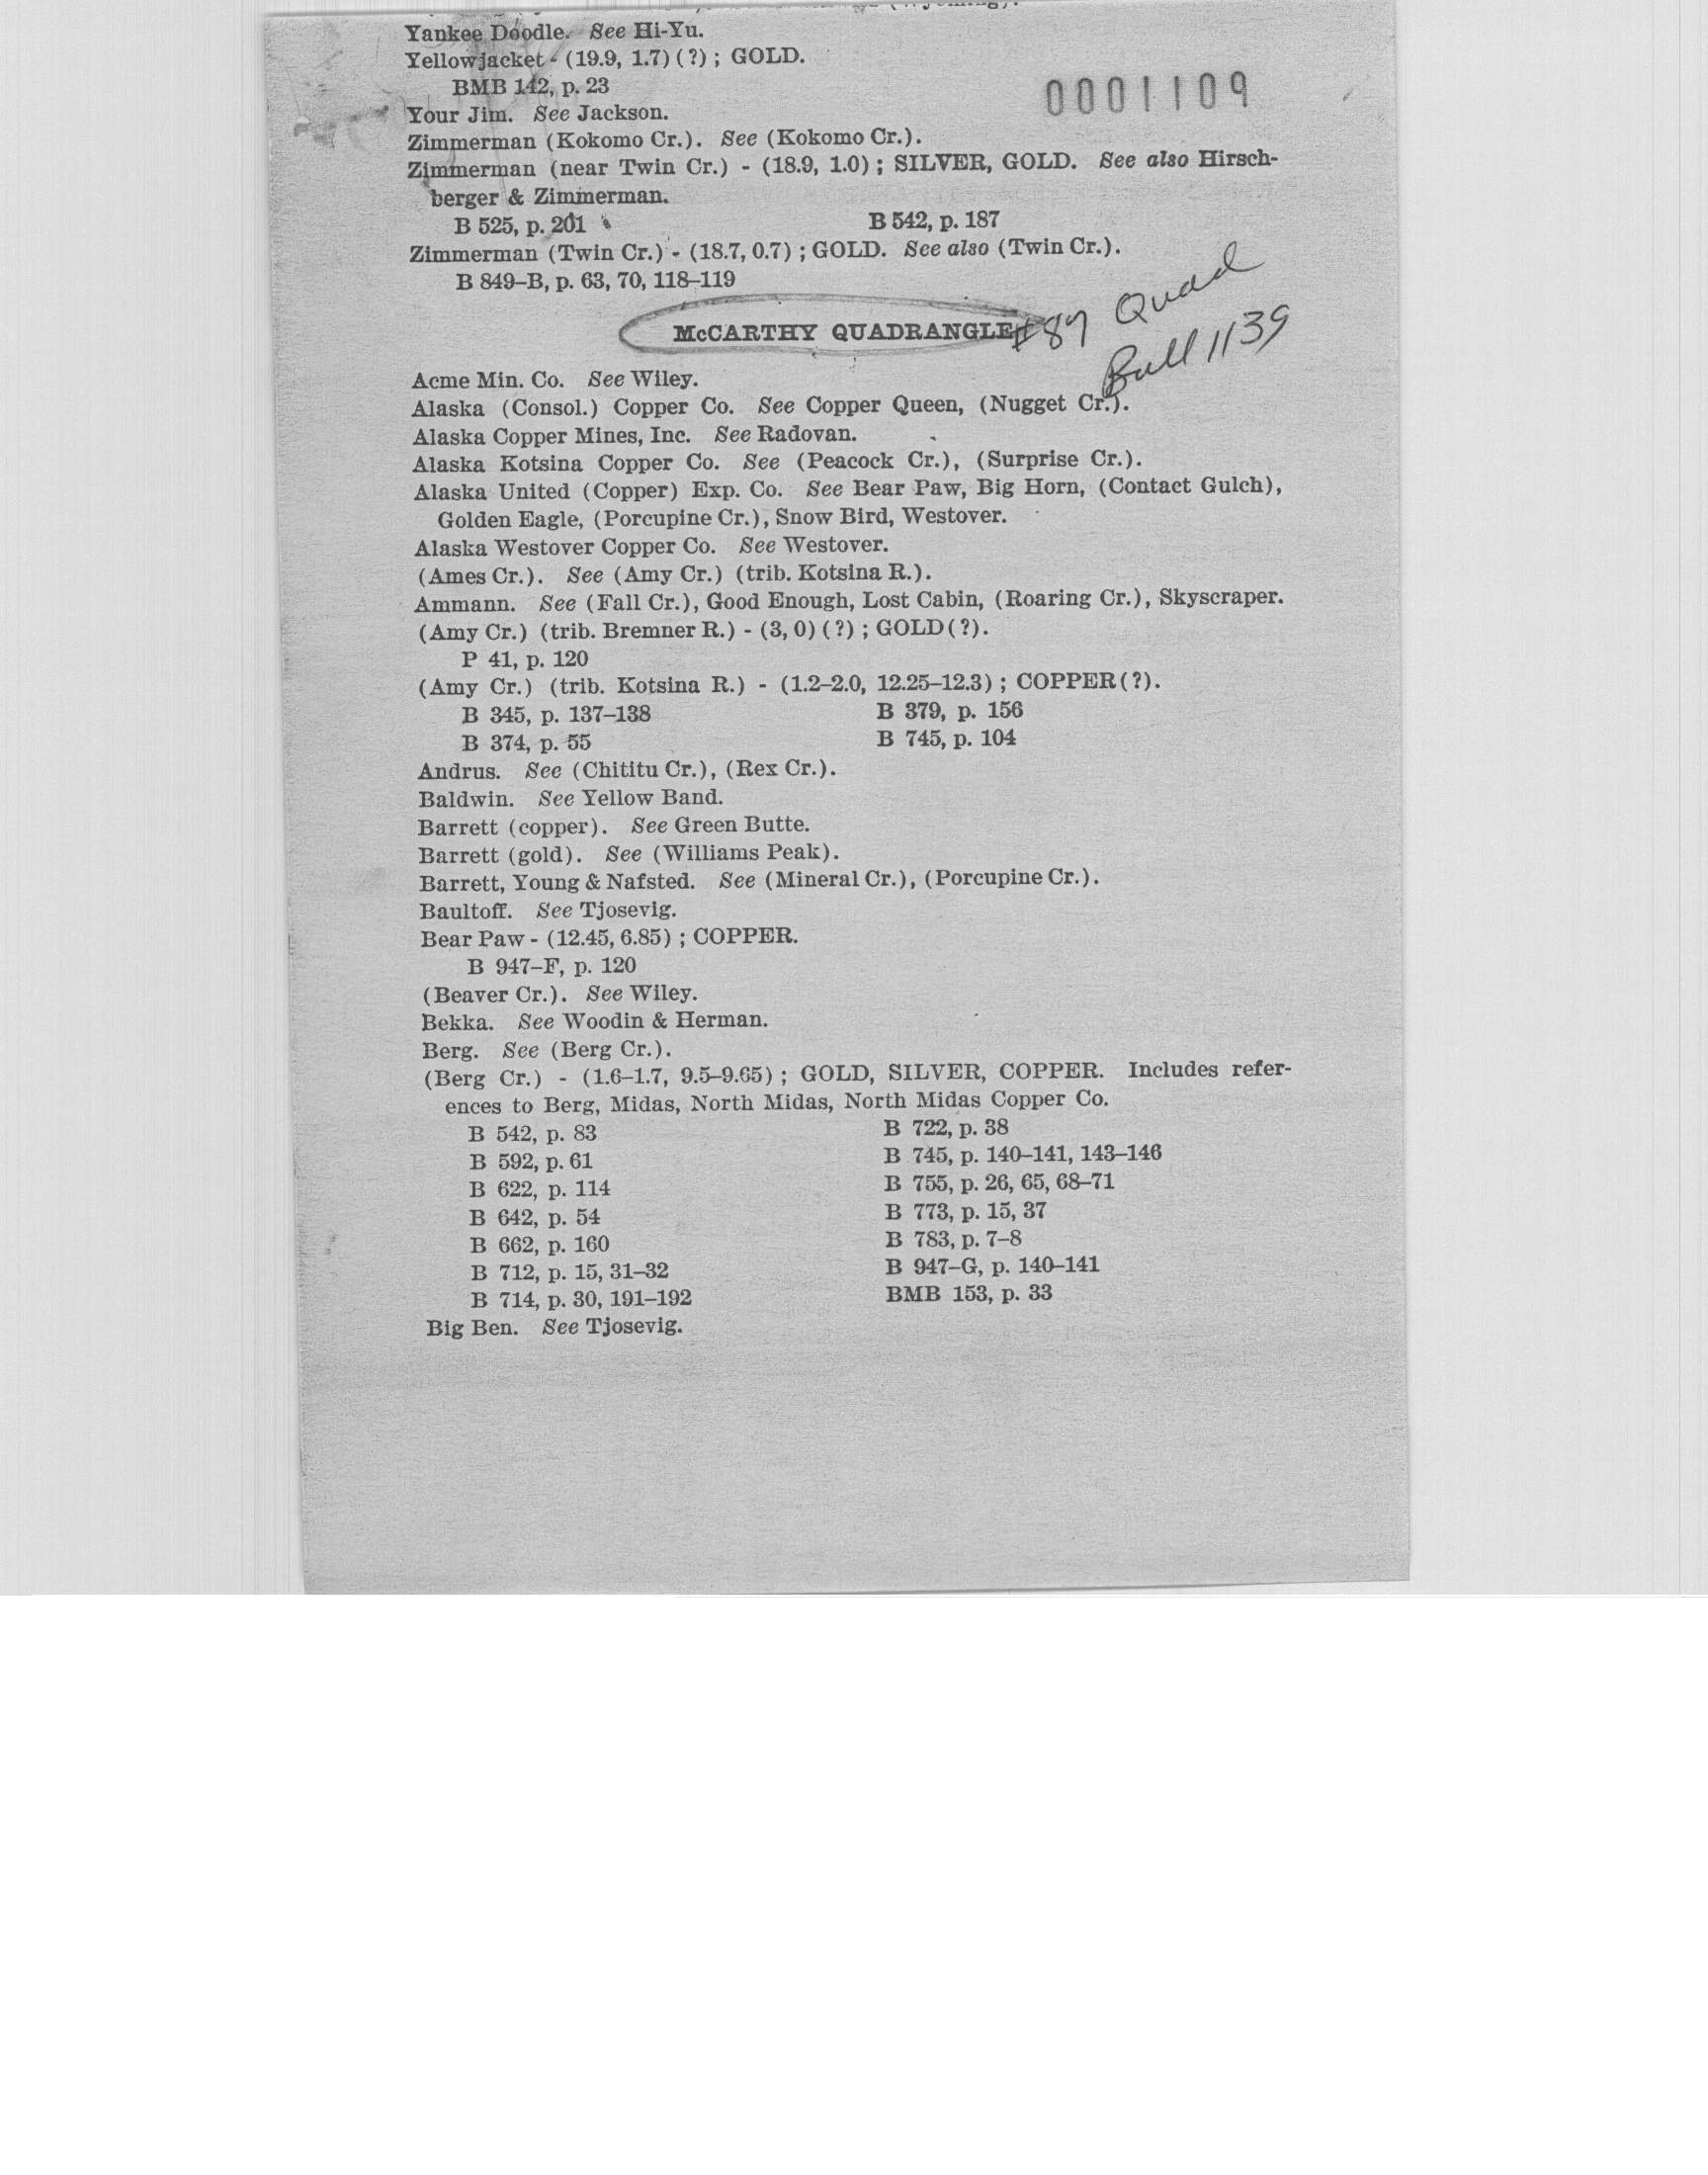 Yankee Doodle. See Hi-Yu.
Yellowjacket - (19.9, 1.7) (?) ; GOLD.
BMB 142, p. 23
0001109
Your Jim. See Jackson.
Zimmerman (Kokomo Cr.). See (Kokomo Cr.).
Zimmerman (near Twin Cr.) - (18.9, 1.0) ; SILVER, GOLD. See also Hirsch-
berger & Zimmerman.
B 525, p. 201 B 542, p. 187
Zimmerman (Twin Cr.) - (18.7, 0.7) ; GOLD. See also (Twin Cr.).
B 849–B, p. 63, 70, 118–119
McCARTHY QUADRANGLE #87 Quad
Bull 1139
Acme Min. Co. See Wiley.
Alaska (Consol.) Copper Co. See Copper Queen, (Nugget Cr.).
Alaska Copper Mines, Inc. See Radovan.
Alaska Kotsina Copper Co. See (Peacock Cr.), (Surprise Cr.).
Alaska United (Copper) Exp. Co. See Bear Paw, Big Horn, (Contact Gulch),
Golden Eagle, (Porcupine Cr.), Snow Bird, Westover.
Alaska Westover Copper Co. See Westover.
(Ames Cr.). See (Amy Cr.) (trib. Kotsina R.).
Ammann. See (Fall Cr.), Good Enough, Lost Cabin, (Roaring Cr.), Skyscraper.
(Amy Cr.) (trib. Bremner R.) - (3, 0) (?) ; GOLD(?).
P 41, p. 120
(Amy Cr.) (trib. Kotsina R.) - (1.2–2.0, 12.25–12.3) ; COPPER(?).
B 345, p. 137–138 B 379, p. 156
B 374, p. 55 B 745, p. 104
Andrus. See (Chititu Cr.), (Rex Cr.).
Baldwin. See Yellow Band.
Barrett (copper). See Green Butte.
Barrett (gold). See (Williams Peak).
Barrett, Young & Nafsted. See (Mineral Cr.), (Porcupine Cr.).
Baultoff. See Tjosevig.
Bear Paw - (12.45, 6.85) ; COPPER.
B 947–F, p. 120
(Beaver Cr.). See Wiley.
Bekka. See Woodin & Herman.
Berg. See (Berg Cr.).
(Berg Cr.) - (1.6–1.7, 9.5–9.65) ; GOLD, SILVER, COPPER. Includes refer-
ences to Berg, Midas, North Midas, North Midas Copper Co.
B 542, p. 83 B 722, p. 38
B 592, p. 61 B 745, p. 140–141, 143–146
B 622, p. 114 B 755, p. 26, 65, 68–71
B 642, p. 54 B 773, p. 15, 37
B 662, p. 160 B 783, p. 7–8
B 712, p. 15, 31–32 B 947–G, p. 140–141
B 714, p. 30, 191–192 BMB 153, p. 33
Big Ben. See Tjosevig.